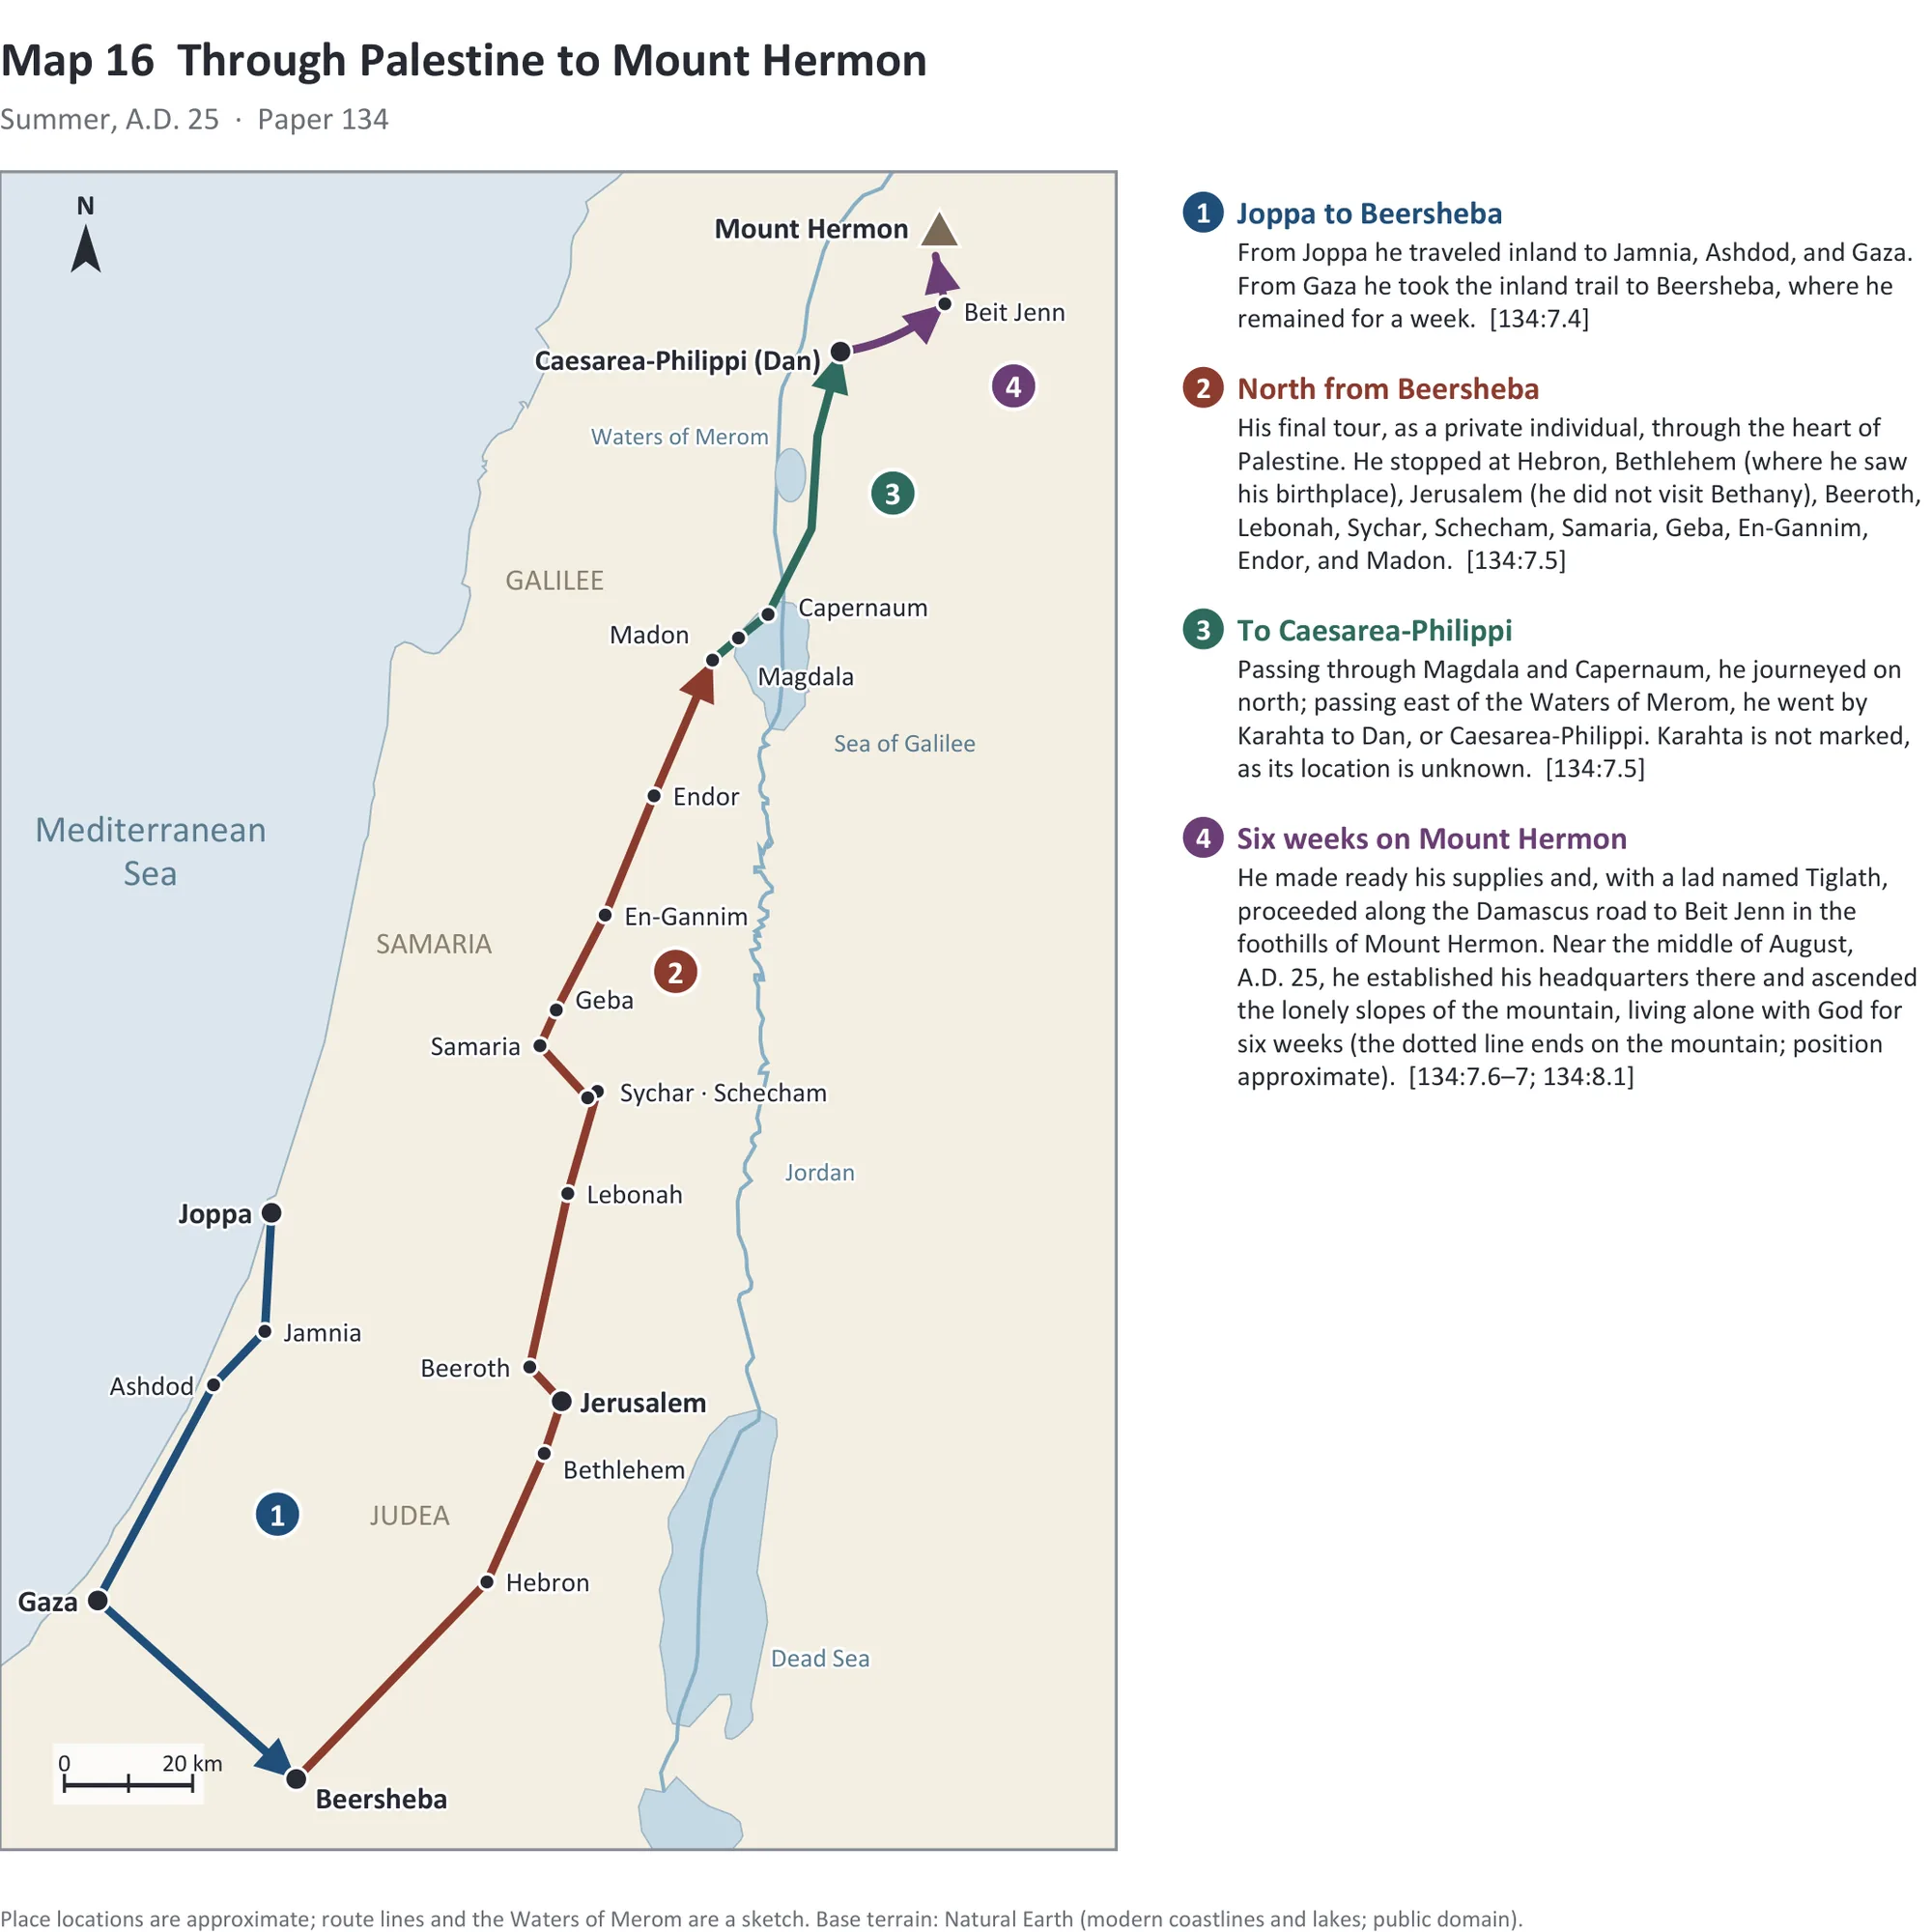 Map 16  Through Palestine to Mount Hermon
Summer, A.D. 25 · Paper 134
N
Mount Hermon
Beit Jenn
Caesarea-Philippi (Dan)
4
Waters of Merom
3
GALILEE
Capernaum
Madon
Magdala
Sea of Galilee
Endor
Mediterranean
Sea
En-Gannim
SAMARIA
2
Geba
Samaria
Sychar · Schecham
Jordan
Lebonah
Joppa
Jamnia
Beeroth
Ashdod
Jerusalem
Bethlehem
1
JUDEA
Hebron
Gaza
Dead Sea
0 20 km
Beersheba
1 Joppa to Beersheba
From Joppa he traveled inland to Jamnia, Ashdod, and Gaza.
From Gaza he took the inland trail to Beersheba, where he
remained for a week.  [134:7.4]
2 North from Beersheba
His final tour, as a private individual, through the heart of
Palestine. He stopped at Hebron, Bethlehem (where he saw
his birthplace), Jerusalem (he did not visit Bethany), Beeroth,
Lebonah, Sychar, Schecham, Samaria, Geba, En-Gannim,
Endor, and Madon.  [134:7.5]
3 To Caesarea-Philippi
Passing through Magdala and Capernaum, he journeyed on
north; passing east of the Waters of Merom, he went by
Karahta to Dan, or Caesarea-Philippi. Karahta is not marked,
as its location is unknown.  [134:7.5]
4 Six weeks on Mount Hermon
He made ready his supplies and, with a lad named Tiglath,
proceeded along the Damascus road to Beit Jenn in the
foothills of Mount Hermon. Near the middle of August,
A.D. 25, he established his headquarters there and ascended
the lonely slopes of the mountain, living alone with God for
six weeks (the dotted line ends on the mountain; position
approximate).  [134:7.6–7; 134:8.1]
Place locations are approximate; route lines and the Waters of Merom are a sketch. Base terrain: Natural Earth (modern coastlines and lakes; public domain).